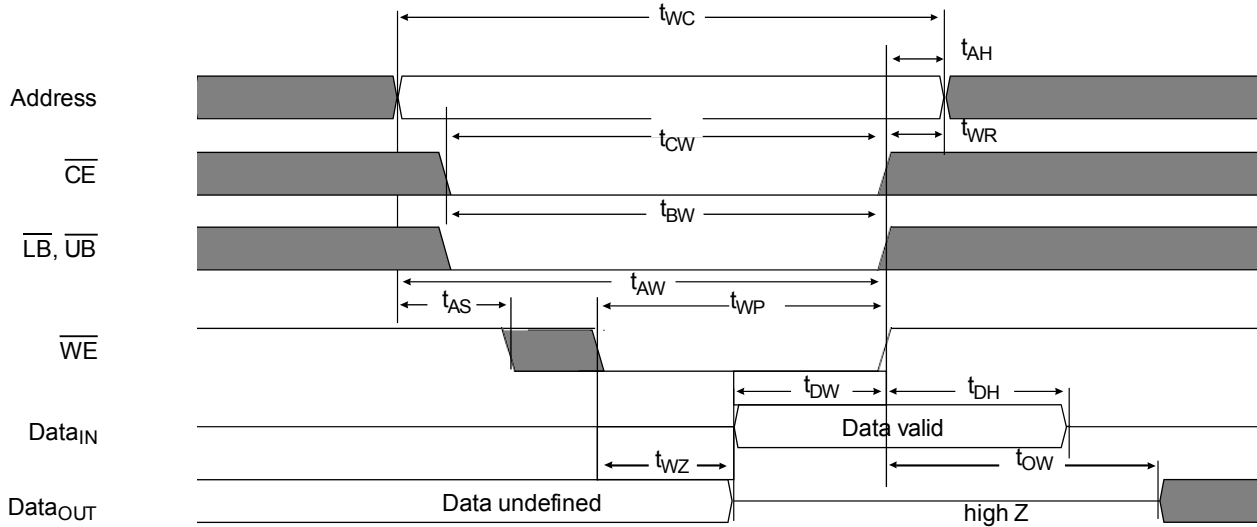 tWC
tAH
Address
tCW
tWR
CE
tBW
LB, UB
tAW
tAS
tWP
WE
tDW
tDH
DataIN
Data valid
tWZ
tOW
DataOUT
Data undefined
high Z